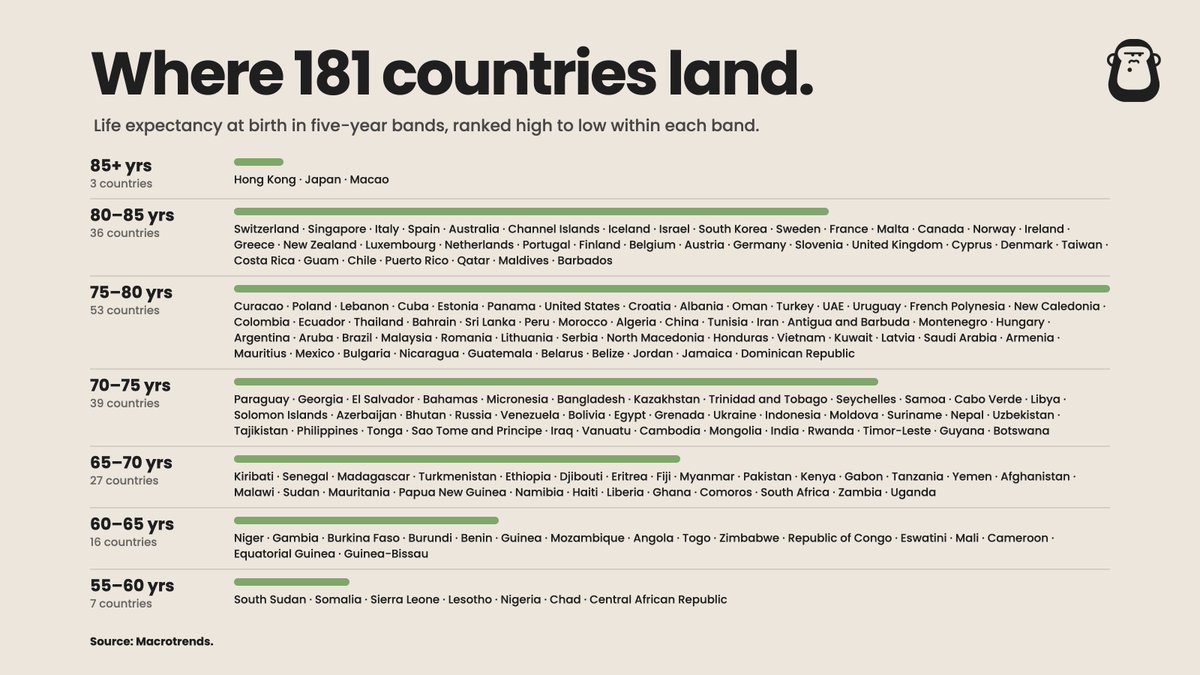 Where 181 countries land.
Life expectancy at birth in five-year bands, ranked high to low within each band.
85+ yrs
3 countries
Hong Kong · Japan · Macao
80–85 yrs
36 countries
Switzerland · Singapore · Italy · Spain · Australia · Channel Islands · Iceland · Israel · South Korea · Sweden · France · Malta · Canada · Norway · Ireland ·
Greece · New Zealand · Luxembourg · Netherlands · Portugal · Finland · Belgium · Austria · Germany · Slovenia · United Kingdom · Cyprus · Denmark · Taiwan ·
Costa Rica · Guam · Chile · Puerto Rico · Qatar · Maldives · Barbados
75–80 yrs
53 countries
Curacao · Poland · Lebanon · Cuba · Estonia · Panama · United States · Croatia · Albania · Oman · Turkey · UAE · Uruguay · French Polynesia · New Caledonia ·
Colombia · Ecuador · Thailand · Bahrain · Sri Lanka · Peru · Morocco · Algeria · China · Tunisia · Iran · Antigua and Barbuda · Montenegro · Hungary ·
Argentina · Aruba · Brazil · Malaysia · Romania · Lithuania · Serbia · North Macedonia · Honduras · Vietnam · Kuwait · Latvia · Saudi Arabia · Armenia ·
Mauritius · Mexico · Bulgaria · Nicaragua · Guatemala · Belarus · Belize · Jordan · Jamaica · Dominican Republic
70–75 yrs
39 countries
Paraguay · Georgia · El Salvador · Bahamas · Micronesia · Bangladesh · Kazakhstan · Trinidad and Tobago · Seychelles · Samoa · Cabo Verde · Libya ·
Solomon Islands · Azerbaijan · Bhutan · Russia · Venezuela · Bolivia · Egypt · Grenada · Ukraine · Indonesia · Moldova · Suriname · Nepal · Uzbekistan ·
Tajikistan · Philippines · Tonga · Sao Tome and Principe · Iraq · Vanuatu · Cambodia · Mongolia · India · Rwanda · Timor-Leste · Guyana · Botswana
65–70 yrs
27 countries
Kiribati · Senegal · Madagascar · Turkmenistan · Ethiopia · Djibouti · Eritrea · Fiji · Myanmar · Pakistan · Kenya · Gabon · Tanzania · Yemen · Afghanistan ·
Malawi · Sudan · Mauritania · Papua New Guinea · Namibia · Haiti · Liberia · Ghana · Comoros · South Africa · Zambia · Uganda
60–65 yrs
16 countries
Niger · Gambia · Burkina Faso · Burundi · Benin · Guinea · Mozambique · Angola · Togo · Zimbabwe · Republic of Congo · Eswatini · Mali · Cameroon ·
Equatorial Guinea · Guinea-Bissau
55–60 yrs
7 countries
South Sudan · Somalia · Sierra Leone · Lesotho · Nigeria · Chad · Central African Republic
Source: Macrotrends.